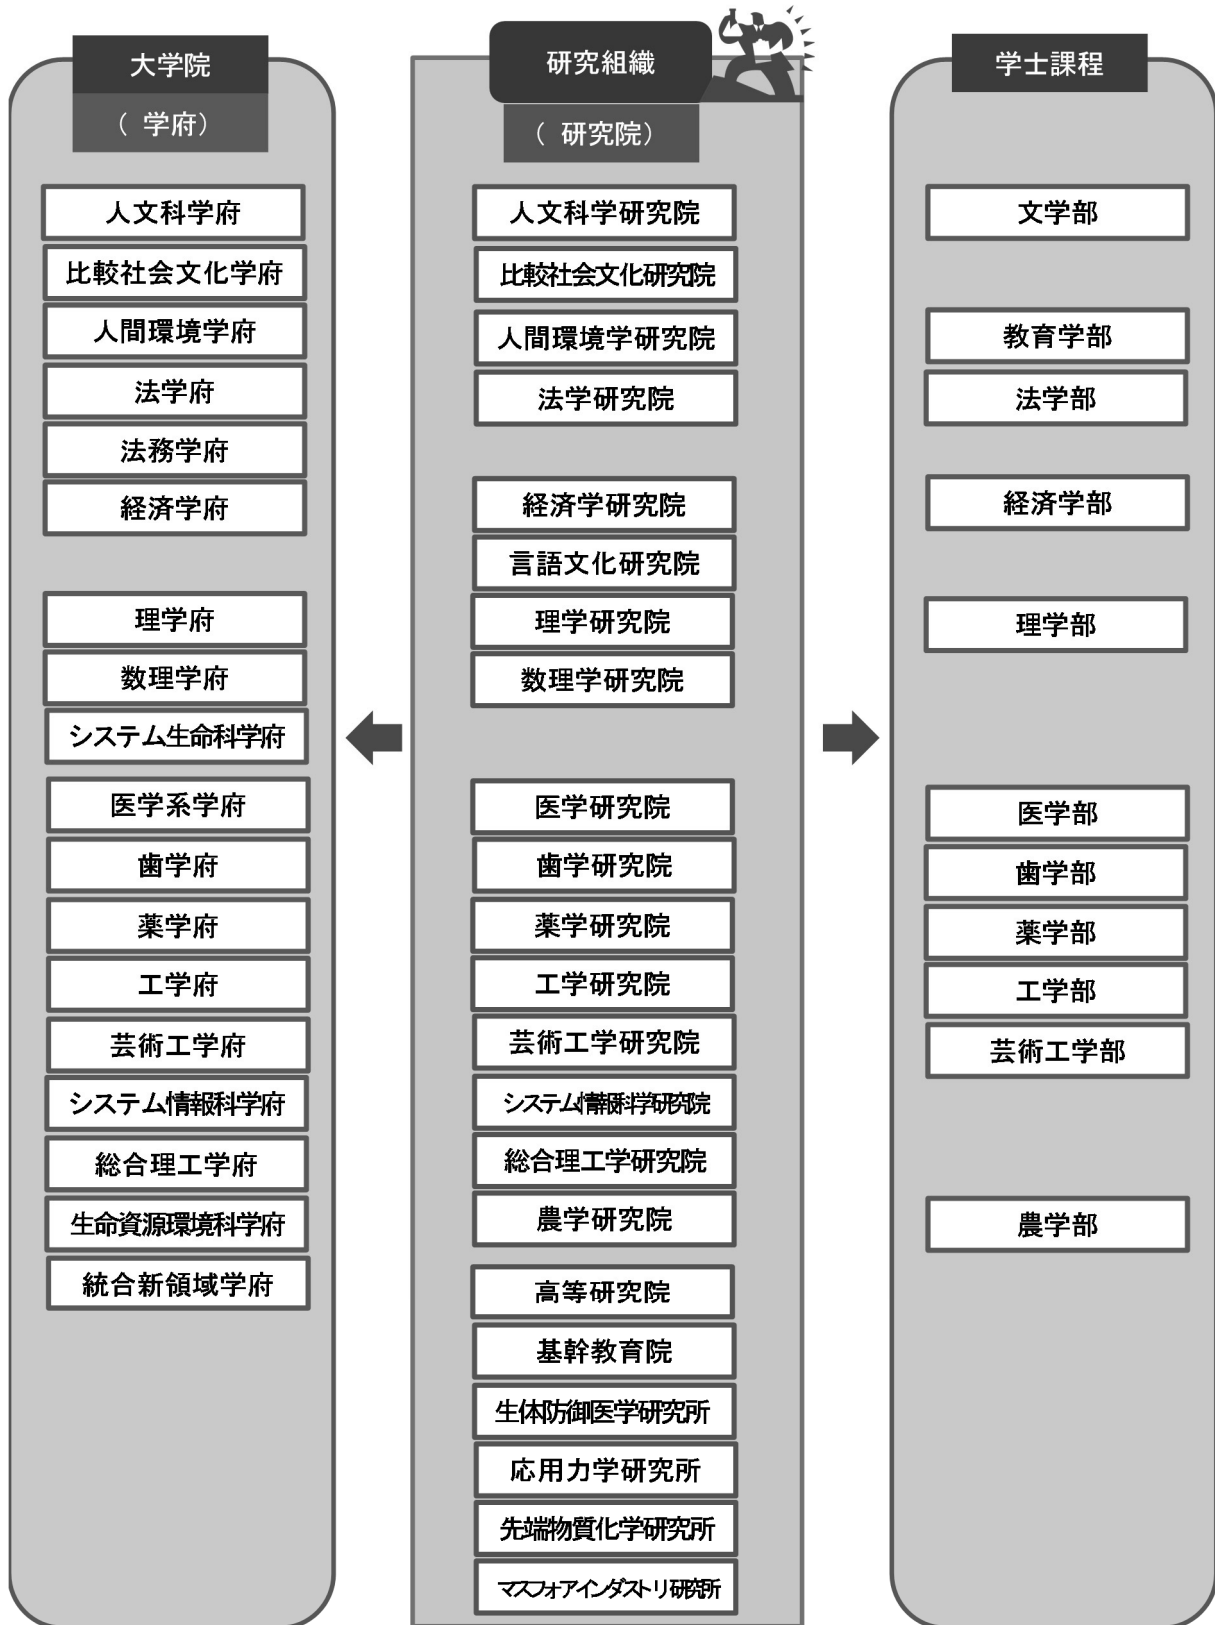 大学院
（ 学府）
人文科学府
比較社会文化学府
人間環境学府
法学府
法務学府
経済学府
理学府
数理学府
システム生命科学府
医学系学府
歯学府
薬学府
工学府
芸術工学府
システム情報科学府
総合理工学府
生命資源環境科学府
統合新領域学府
研究組織
（ 研究院）
人文科学研究院
比較社会文化研究院
人間環境学研究院
法学研究院
経済学研究院
言語文化研究院
理学研究院
数理学研究院
医学研究院
歯学研究院
薬学研究院
工学研究院
芸術工学研究院
システム情報科学研究院
総合理工学研究院
農学研究院
高等研究院
基幹教育院
生体防御医学研究所
応用力学研究所
先端物質化学研究所
マスフォアインダストリ研究所
学士課程
文学部
教育学部
法学部
経済学部
理学部
医学部
歯学部
薬学部
工学部
芸術工学部
農学部